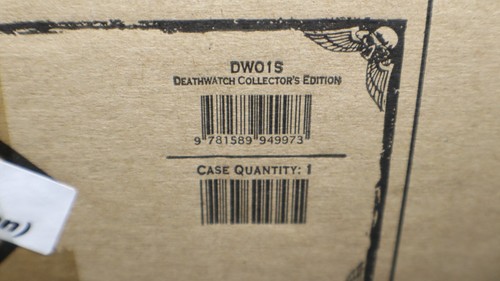 DW01S
DEATHWATCH COLLECTOR'S EDITION
9 781589 949973
CASE QUANTITY: 1